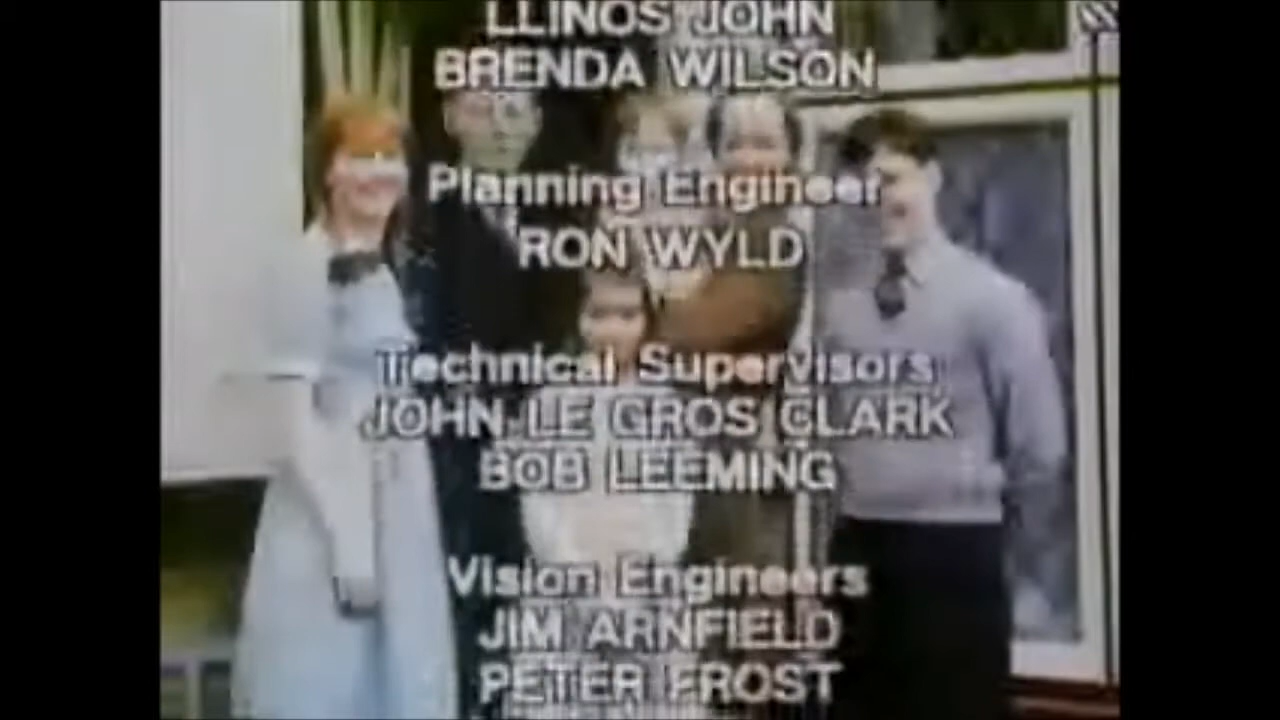 LLINOS JOHN
BRENDA WILSON
Planning Engineer
RON WYLD
Technical Supervisors
JOHN LE GROS CLARK
BOB LEEMING
Vision Engineers
JIM ARNFIELD
PETER FROST